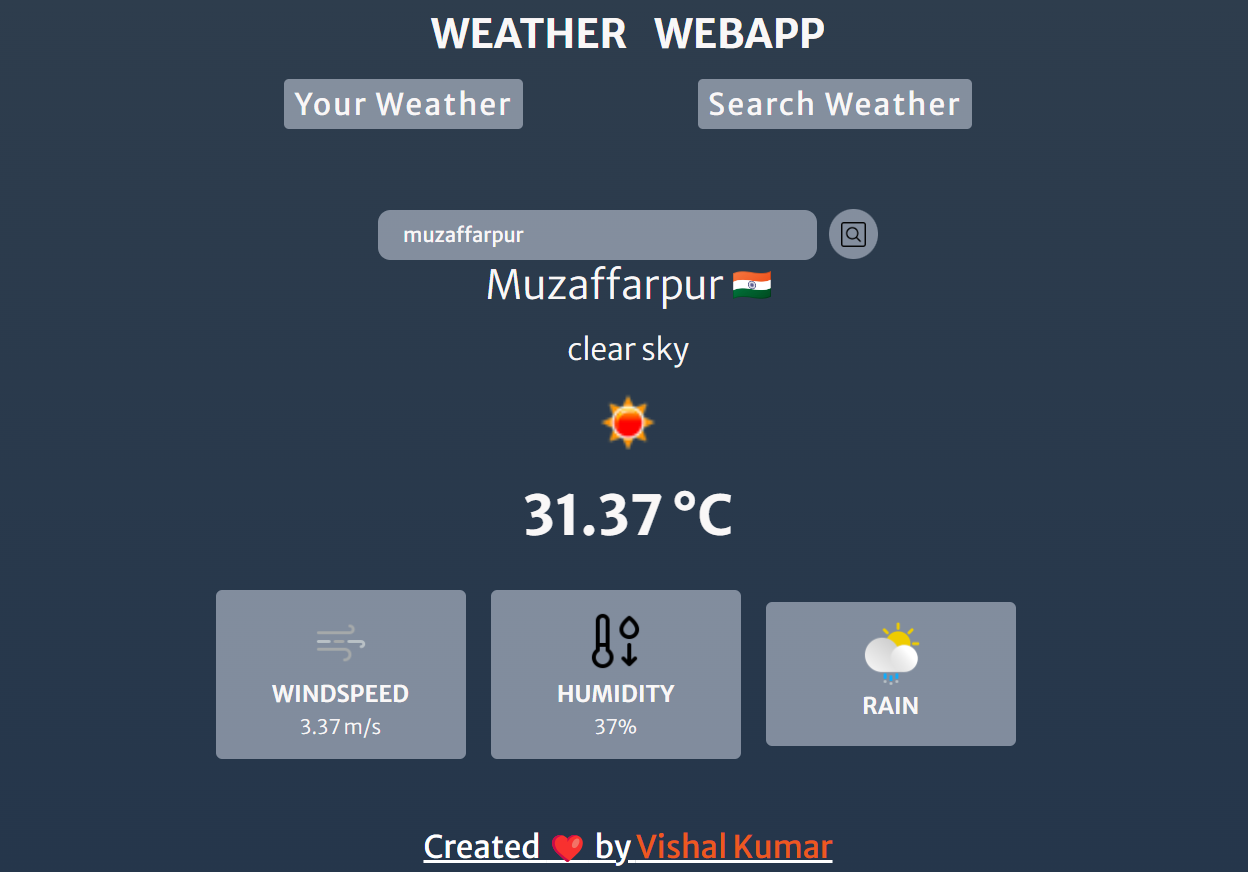 WEATHER WEBAPP
Your Weather Search Weather
muzaffarpur
Muzaffarpur 🇮🇳
clear sky
31.37 °C
WINDSPEED
3.37 m/s
HUMIDITY
37%
RAIN
Created ❤️ by Vishal Kumar